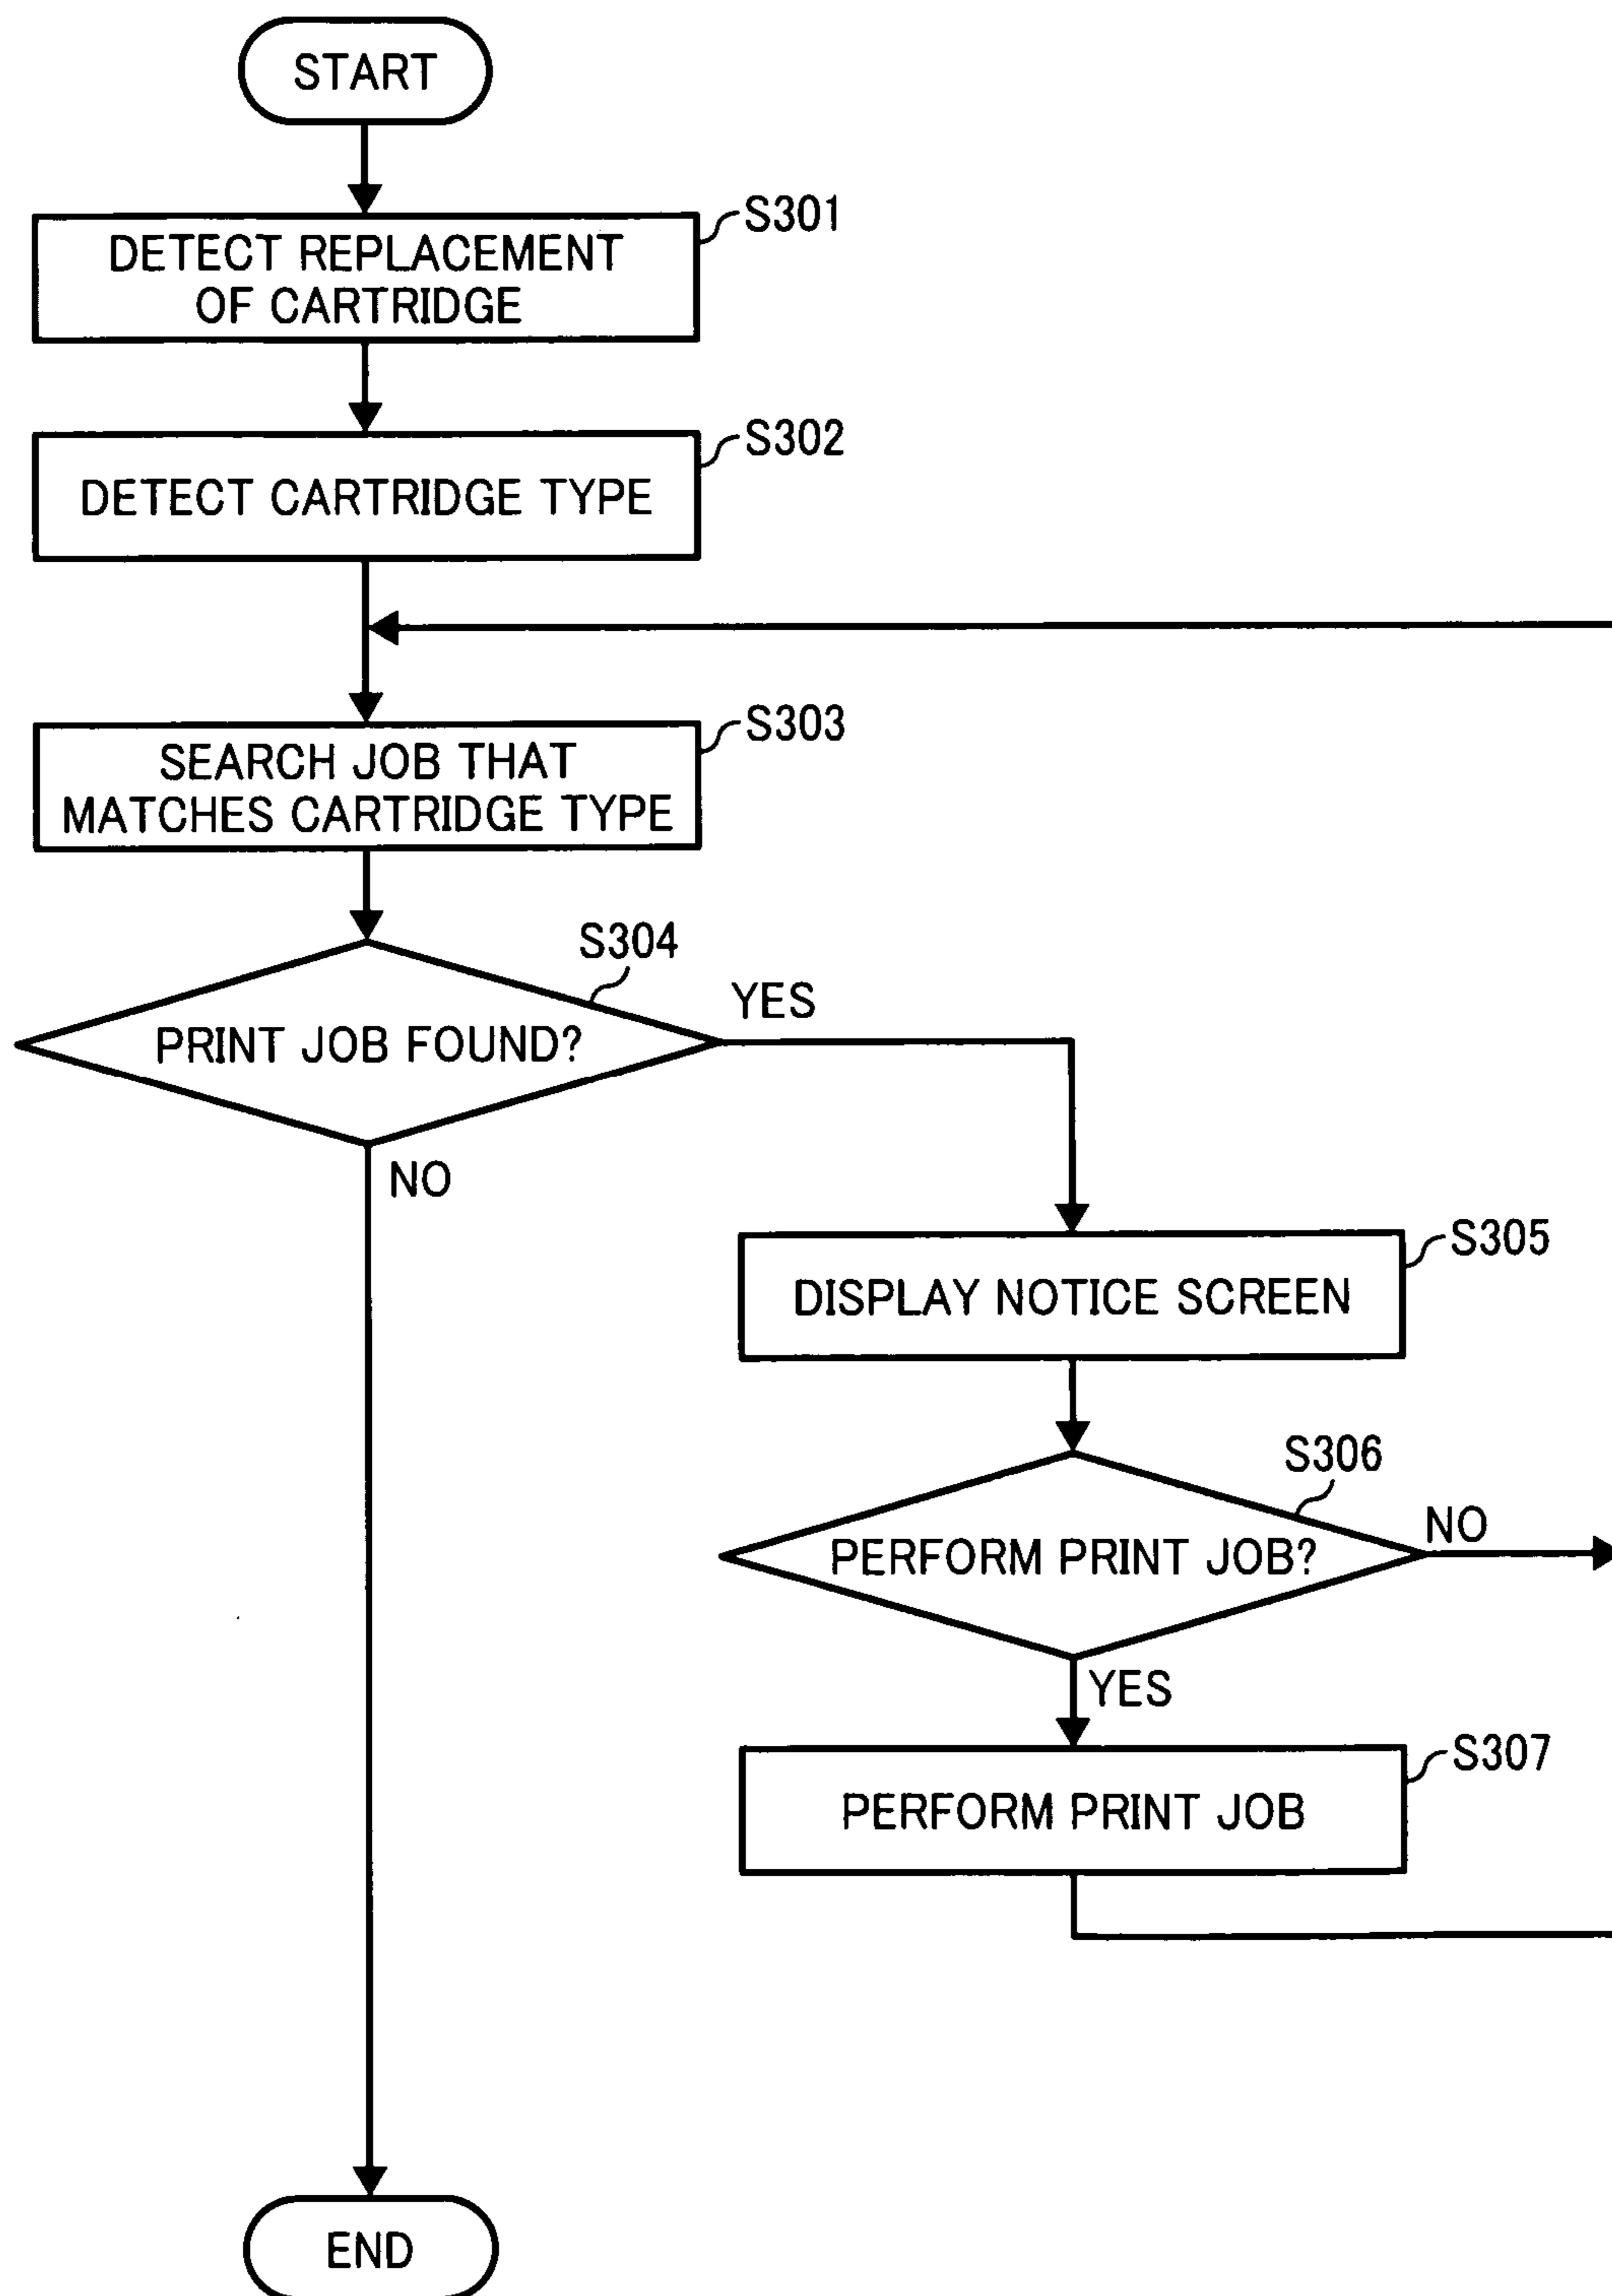 START
S301
DETECT REPLACEMENT
OF CARTRIDGE
S302
DETECT CARTRIDGE TYPE
S303
SEARCH JOB THAT
MATCHES CARTRIDGE TYPE
S304
PRINT JOB FOUND?
YES
NO
S305
DISPLAY NOTICE SCREEN
S306
PERFORM PRINT JOB?
NO
YES
S307
PERFORM PRINT JOB
END